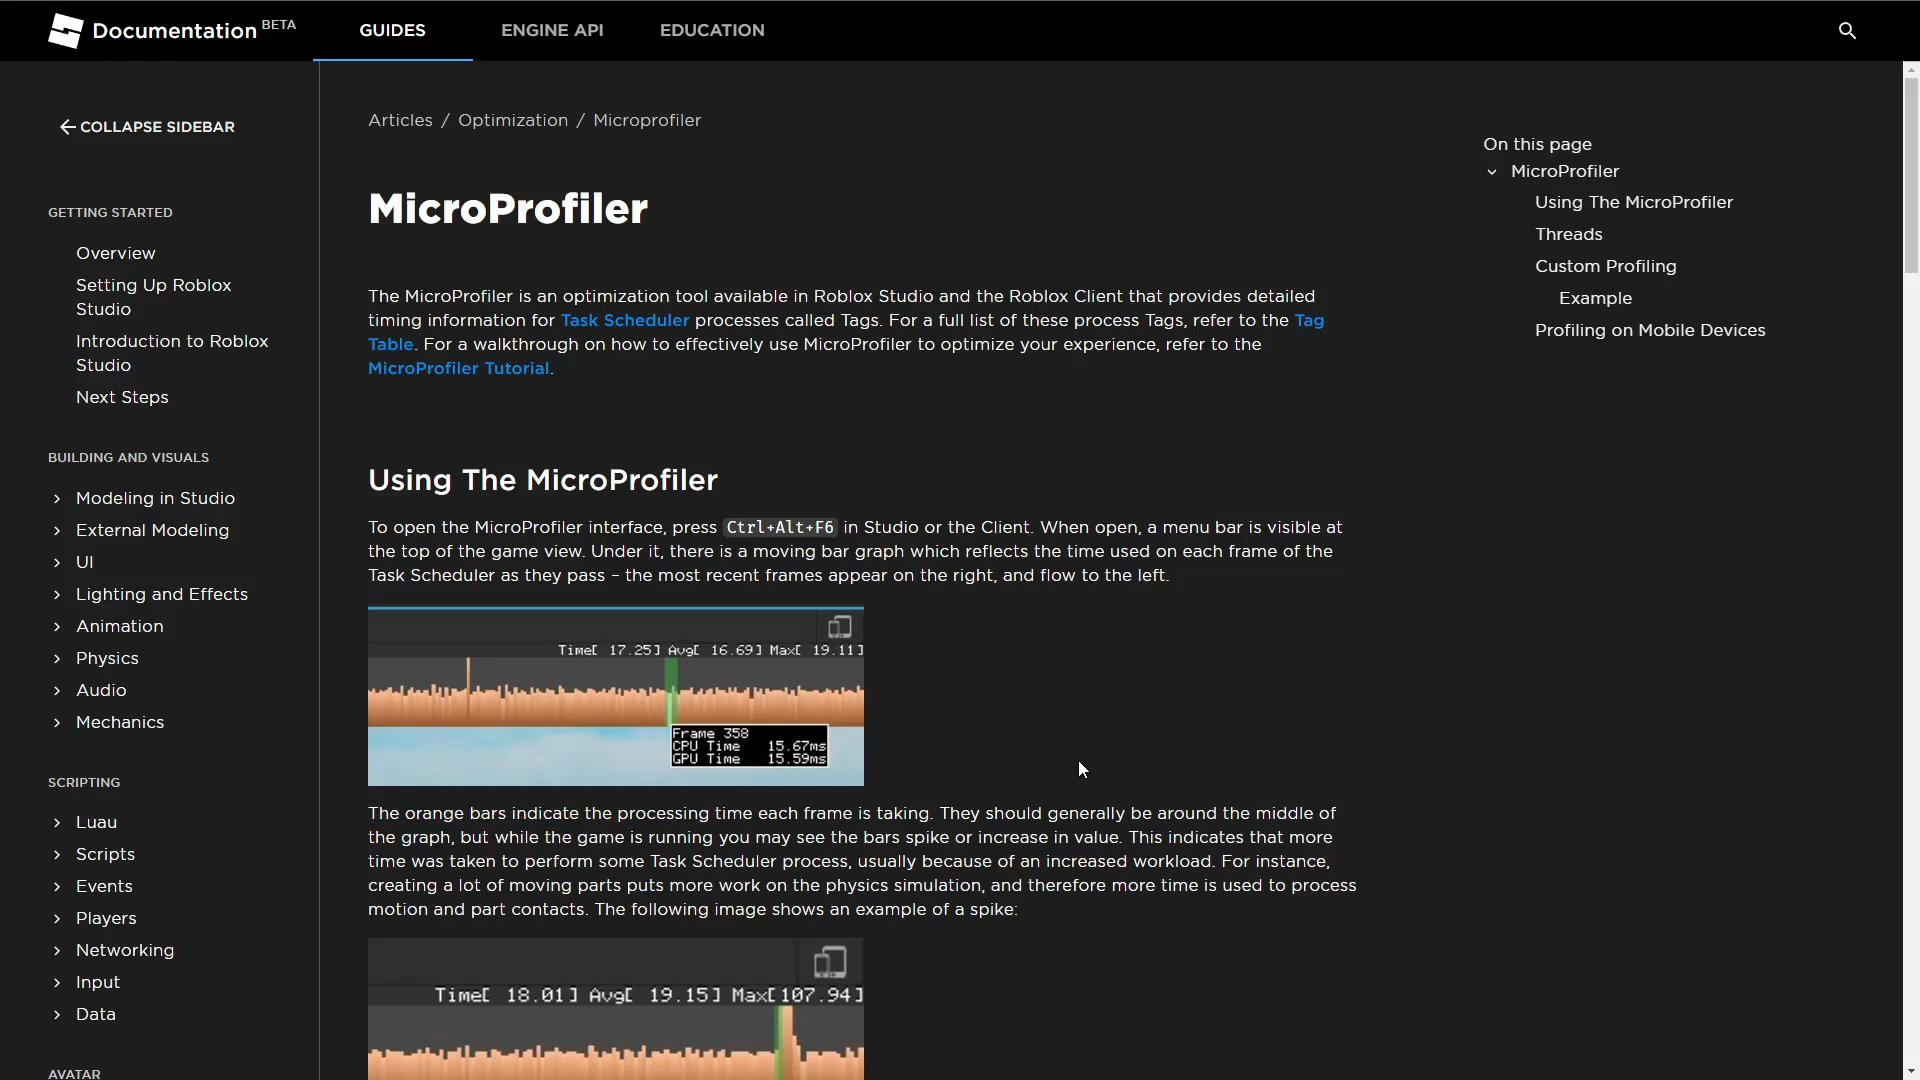 Documentation BETA
GUIDES
ENGINE API
EDUCATION
COLLAPSE SIDEBAR
GETTING STARTED
Overview
Setting Up Roblox
Studio
Introduction to Roblox
Studio
Next Steps
BUILDING AND VISUALS
Modeling in Studio
External Modeling
UI
Lighting and Effects
Animation
Physics
Audio
Mechanics
SCRIPTING
Luau
Scripts
Events
Players
Networking
Input
Data
AVATAR
Articles / Optimization / Microprofiler
MicroProfiler
The MicroProfiler is an optimization tool available in Roblox Studio and the Roblox Client that provides detailed
timing information for Task Scheduler processes called Tags. For a full list of these process Tags, refer to the Tag
Table. For a walkthrough on how to effectively use MicroProfiler to optimize your experience, refer to the
MicroProfiler Tutorial.
Using The MicroProfiler
To open the MicroProfiler interface, press Ctrl+Alt+F6 in Studio or the Client. When open, a menu bar is visible at
the top of the game view. Under it, there is a moving bar graph which reflects the time used on each frame of the
Task Scheduler as they pass – the most recent frames appear on the right, and flow to the left.
Time[ 17.25] Avg[ 16.69] Max[ 19.11]
Frame 358
CPU Time 15.67ms
GPU Time 15.59ms
The orange bars indicate the processing time each frame is taking. They should generally be around the middle of
the graph, but while the game is running you may see the bars spike or increase in value. This indicates that more
time was taken to perform some Task Scheduler process, usually because of an increased workload. For instance,
creating a lot of moving parts puts more work on the physics simulation, and therefore more time is used to process
motion and part contacts. The following image shows an example of a spike:
Time[ 18.01] Avg[ 19.15] Max[107.94]
On this page
MicroProfiler
Using The MicroProfiler
Threads
Custom Profiling
Example
Profiling on Mobile Devices